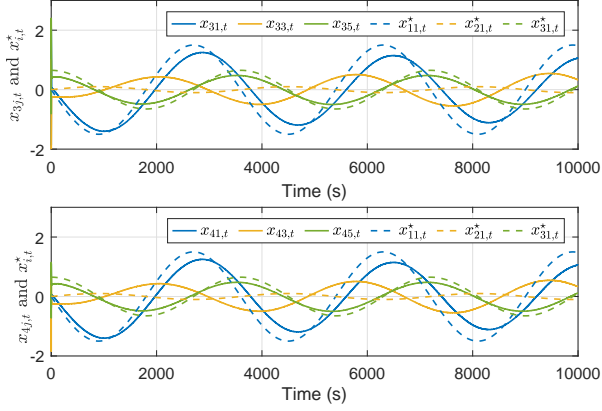 x_{31,t} x_{33,t} x_{35,t} x^⋆_{11,t} x^⋆_{21,t} x^⋆_{31,t}
2
0
-2
x_{3j,t} and x^⋆_{i,t}
0 2000 4000 6000 8000 10000
Time (s)
x_{41,t} x_{43,t} x_{45,t} x^⋆_{11,t} x^⋆_{21,t} x^⋆_{31,t}
2
0
-2
x_{4j,t} and x^⋆_{i,t}
0 2000 4000 6000 8000 10000
Time (s)